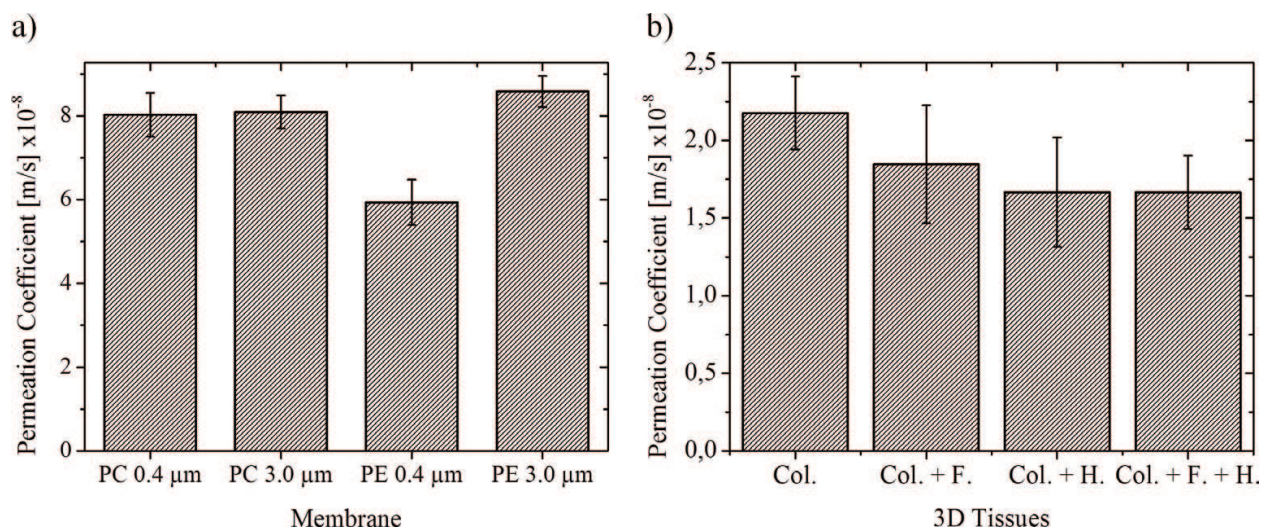 a)
Permeation Coefficient [m/s] x10⁻⁸
8
6
4
2
0
PC 0.4 µm PC 3.0 µm PE 0.4 µm PE 3.0 µm
Membrane
b)
Permeation Coefficient [m/s] x10⁻⁸
2,5
2,0
1,5
1,0
0,5
0,0
Col. Col. + F. Col. + H. Col. + F. + H.
3D Tissues